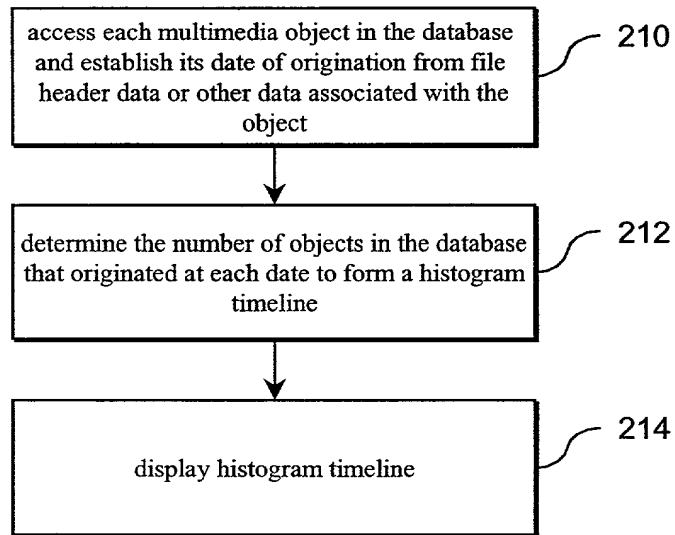 access each multimedia object in the database
and establish its date of origination from file
header data or other data associated with the
object
210
determine the number of objects in the database
that originated at each date to form a histogram
timeline
212
display histogram timeline
214